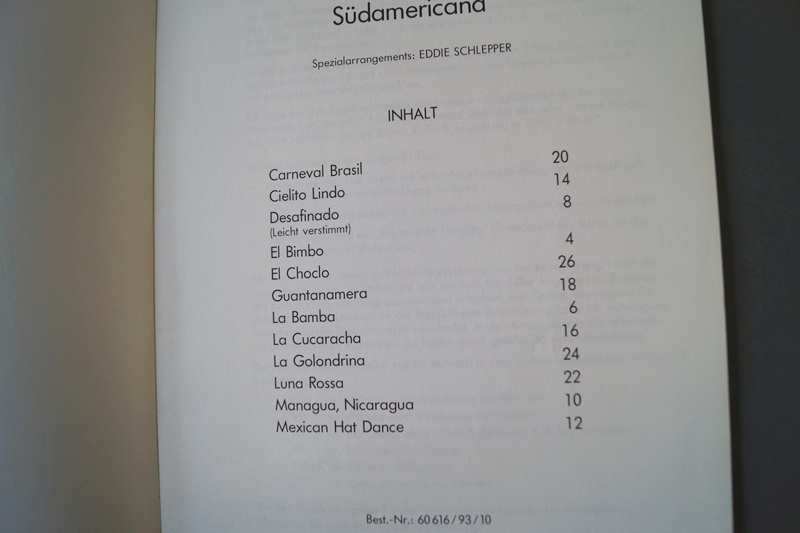 Südamericana
Spezialarrangements: EDDIE SCHLEPPER
INHALT
Carneval Brasil 20
Cielito Lindo 14
Desafinado 8
(Leicht verstimmt)
El Bimbo 4
El Choclo 26
Guantanamera 18
La Bamba 6
La Cucaracha 16
La Golondrina 24
Luna Rossa 22
Managua, Nicaragua 10
Mexican Hat Dance 12
Best.-Nr.: 60 616/93/10